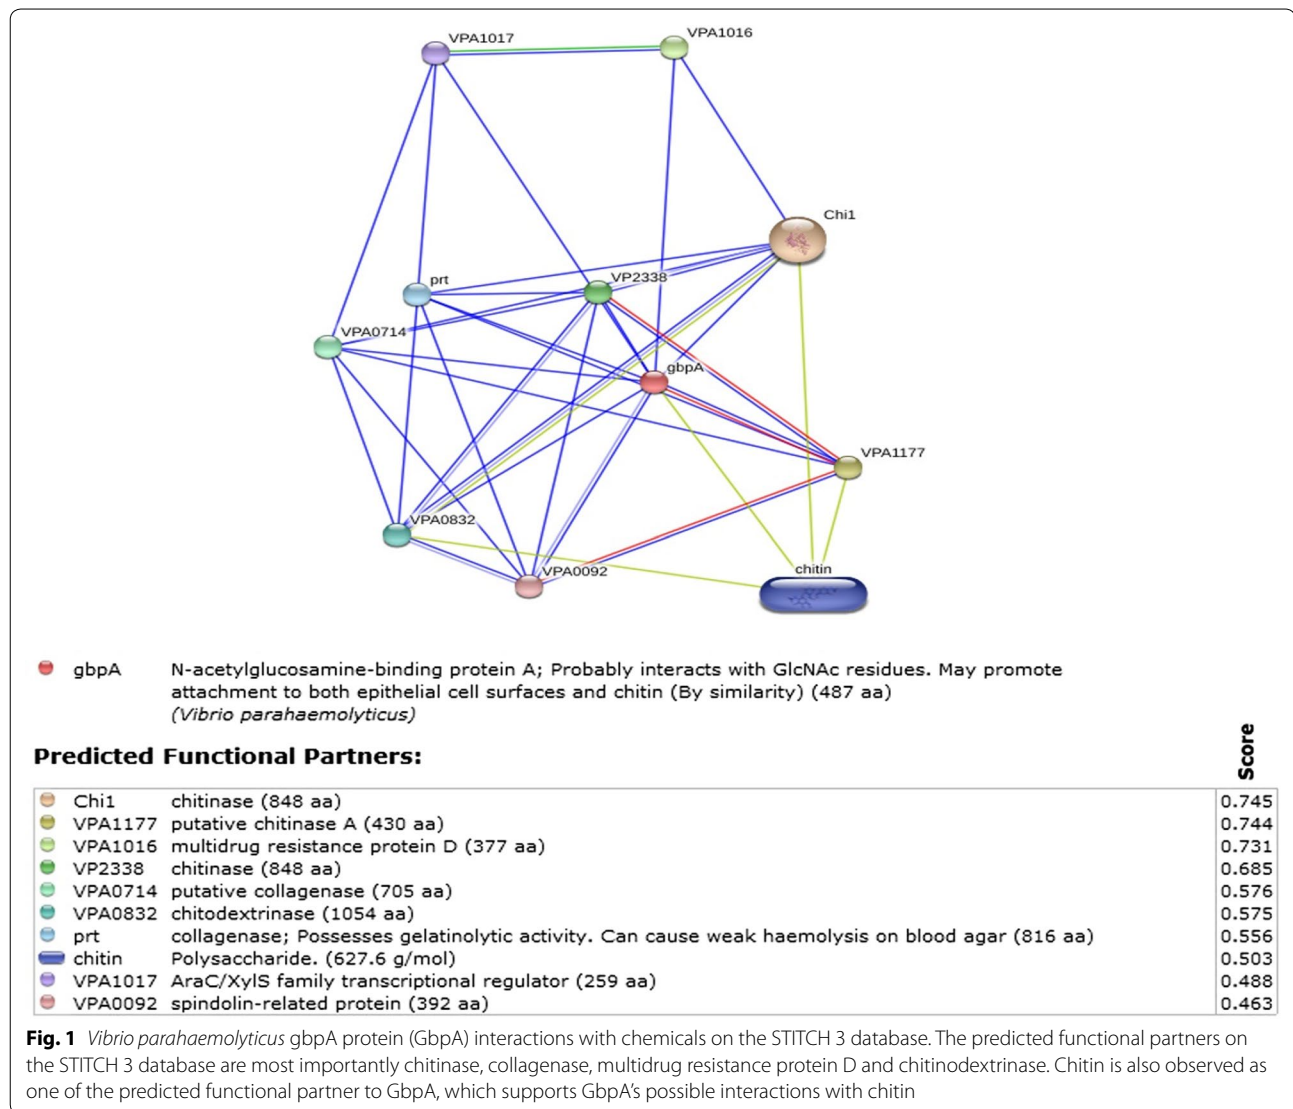 VPA1017
VPA1016
Chi1
prt
VP2338
VPA0714
gbpA
VPA1177
VPA0832
VPA0092
chitin
gbpA N-acetylglucosamine-binding protein A; Probably interacts with GlcNAc residues. May promote
attachment to both epithelial cell surfaces and chitin (By similarity) (487 aa)
(Vibrio parahaemolyticus)
Predicted Functional Partners:
Score
Chi1 chitinase (848 aa) 0.745
VPA1177 putative chitinase A (430 aa) 0.744
VPA1016 multidrug resistance protein D (377 aa) 0.731
VP2338 chitinase (848 aa) 0.685
VPA0714 putative collagenase (705 aa) 0.576
VPA0832 chitodextrinase (1054 aa) 0.575
prt collagenase; Possesses gelatinolytic activity. Can cause weak haemolysis on blood agar (816 aa) 0.556
chitin Polysaccharide. (627.6 g/mol) 0.503
VPA1017 AraC/XylS family transcriptional regulator (259 aa) 0.488
VPA0092 spindolin-related protein (392 aa) 0.463
Fig. 1 Vibrio parahaemolyticus gbpA protein (GbpA) interactions with chemicals on the STITCH 3 database. The predicted functional partners on
the STITCH 3 database are most importantly chitinase, collagenase, multidrug resistance protein D and chitinodextrinase. Chitin is also observed as
one of the predicted functional partner to GbpA, which supports GbpA's possible interactions with chitin